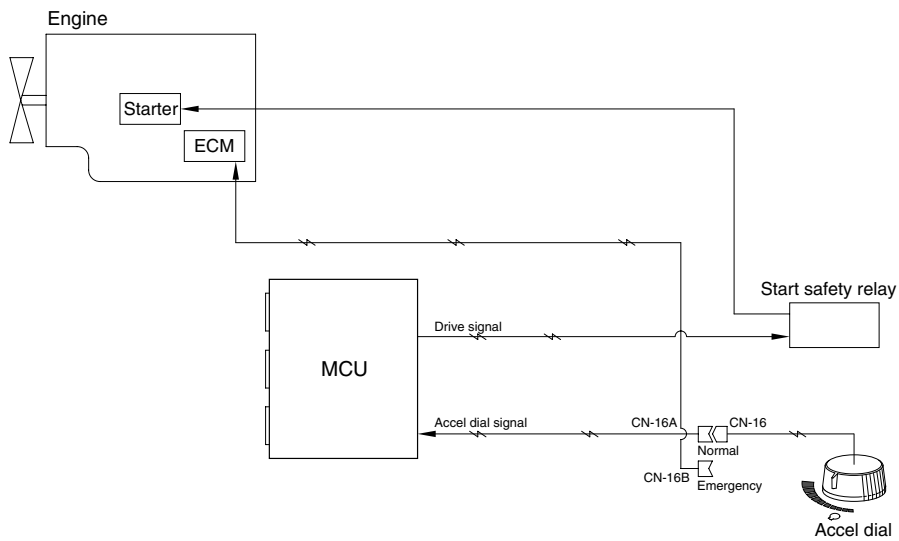 Engine
Starter
ECM
Start safety relay
Drive signal
MCU
Accel dial signal
CN-16A
CN-16
Normal
CN-16B
Emergency
Accel dial